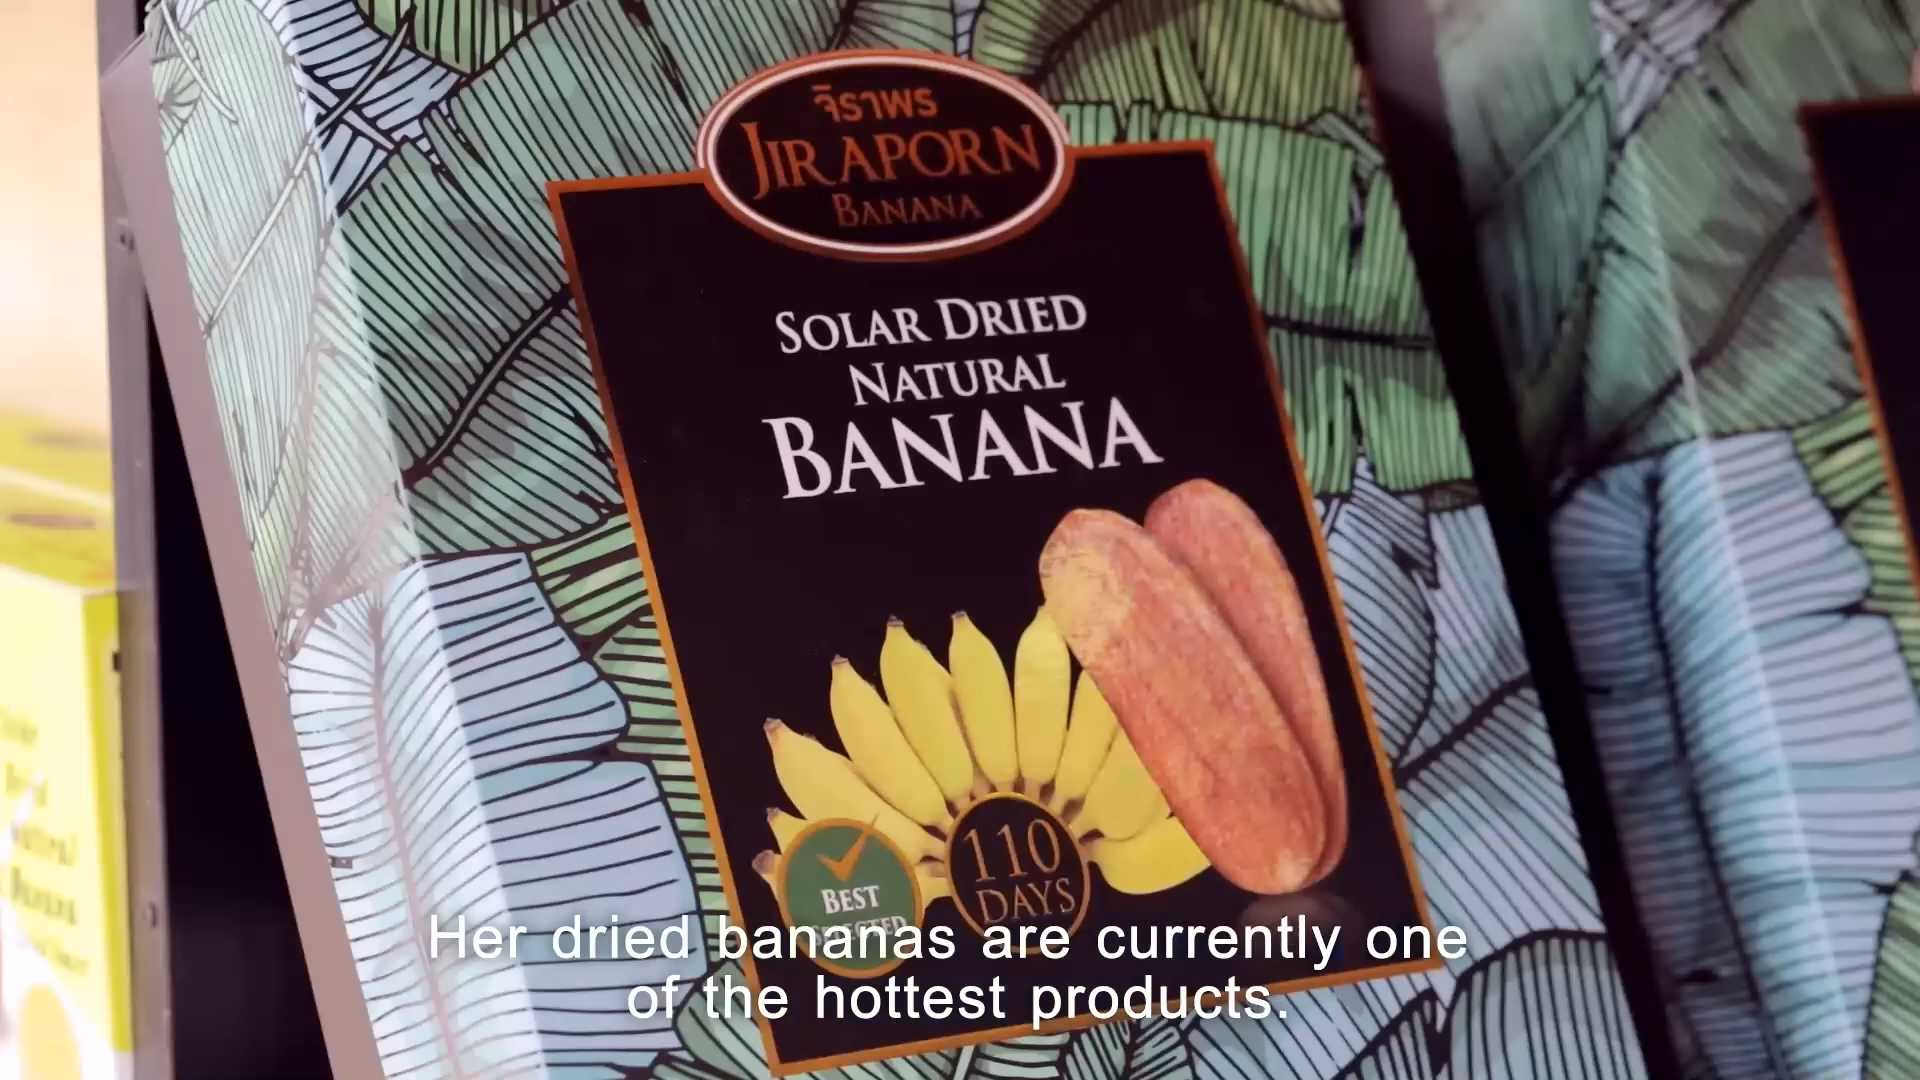 จิราพร
JIRAPORN
BANANA
SOLAR DRIED
NATURAL
BANANA
110
DAYS
BEST
SELECTED
Her dried bananas are currently one
of the hottest products.